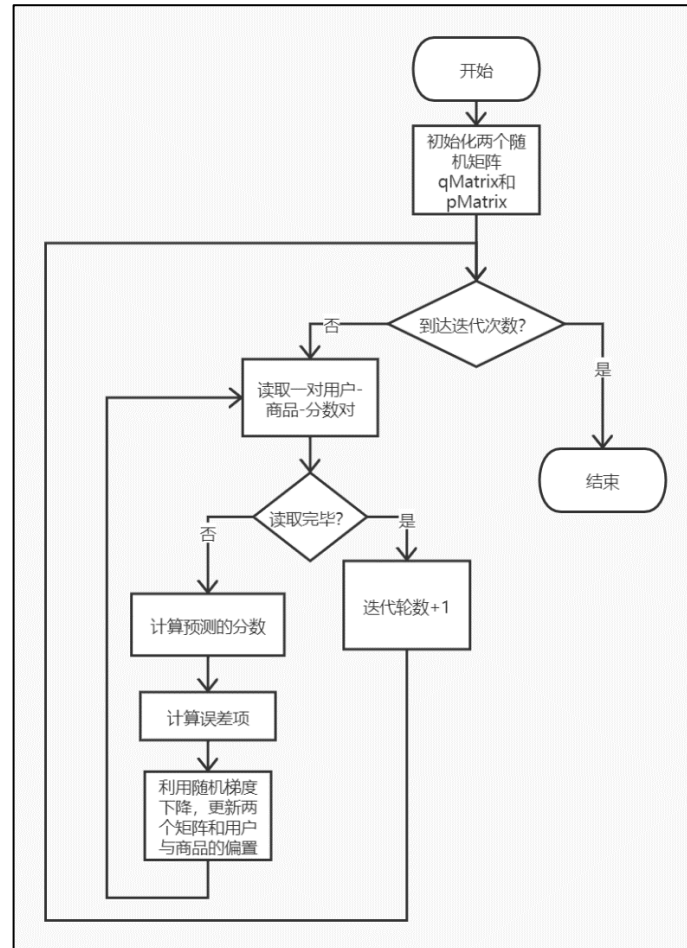 开始
初始化两个随
机矩阵
qMatrix和
pMatrix
到达迭代次数?
否
是
读取一对用户-
商品-分数对
结束
读取完毕?
否
是
计算预测的分数
迭代轮数+1
计算误差项
利用随机梯度
下降，更新两
个矩阵和用户
与商品的偏置